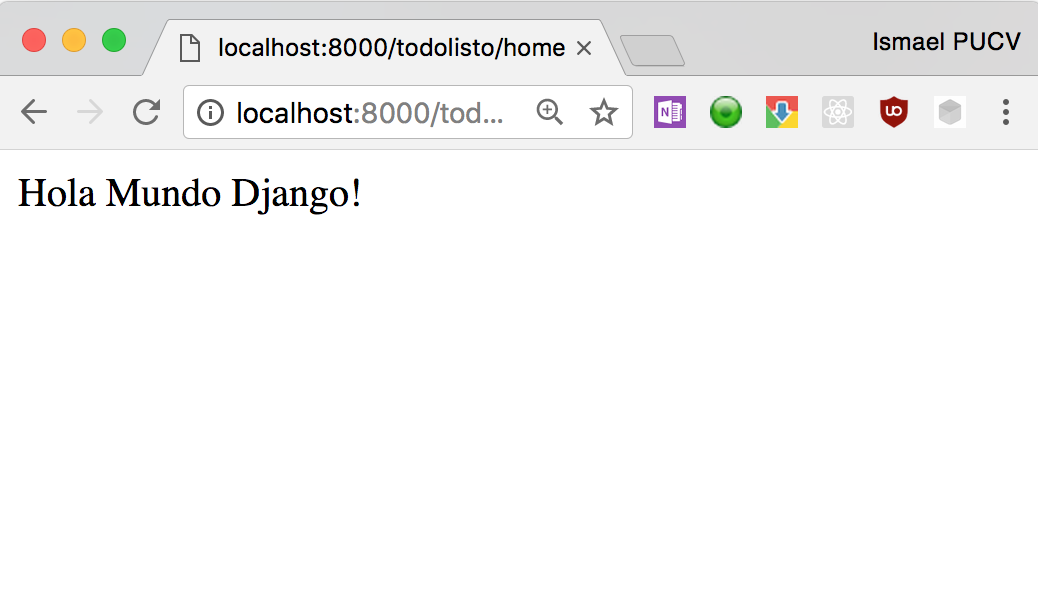 localhost:8000/todolisto/home
Ismael PUCV
localhost:8000/tod...
N
Hola Mundo Django!